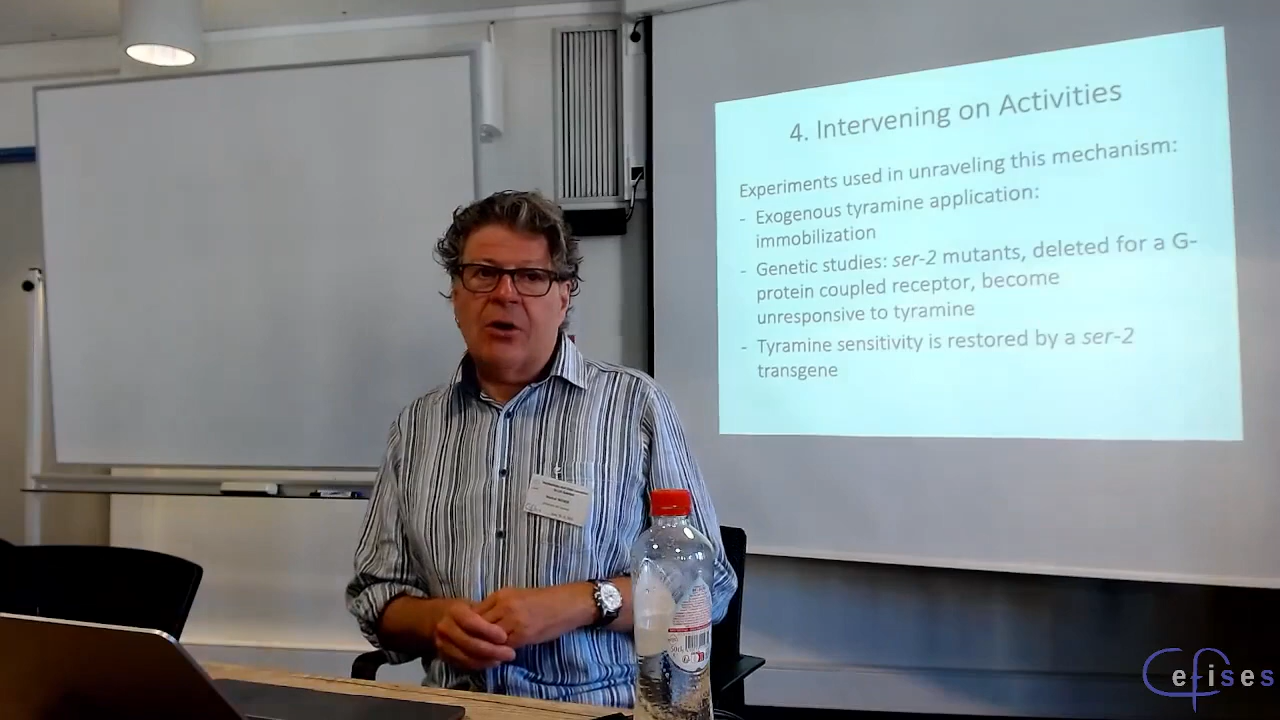 4. Intervening on Activities
Experiments used in unraveling this mechanism:
- Exogenous tyramine application:
immobilization
- Genetic studies: ser-2 mutants, deleted for a G-
protein coupled receptor, become
unresponsive to tyramine
- Tyramine sensitivity is restored by a ser-2
transgene
Cefises